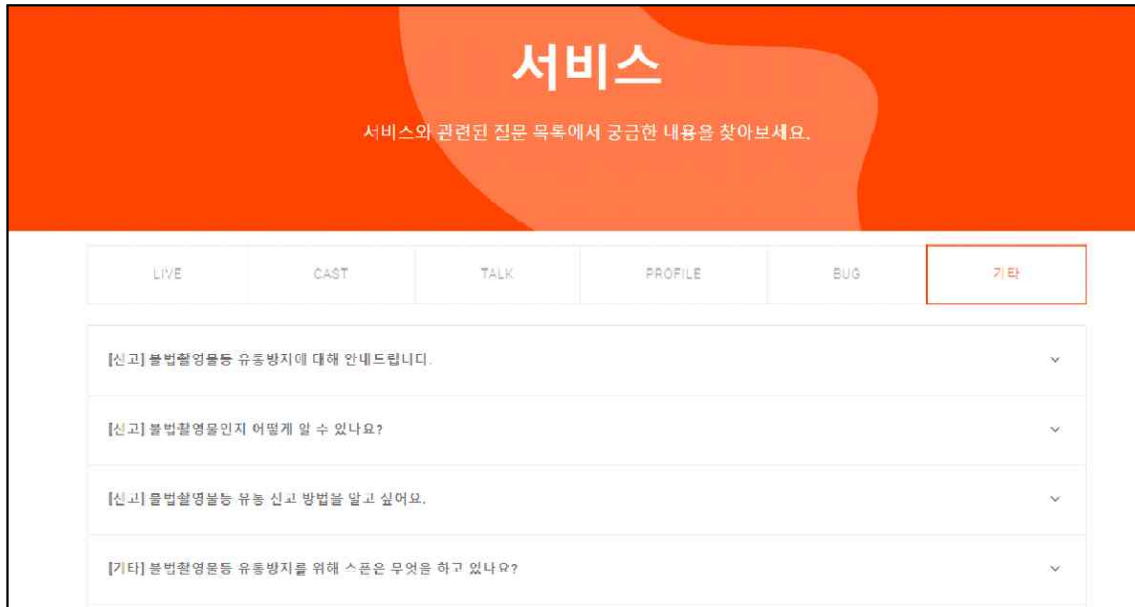 서비스
서비스와 관련된 질문 목록에서 궁금한 내용을 찾아보세요.
LIVE
CAST
TALK
PROFILE
BUG
기타
[신고] 불법촬영물등 유통방지에 대해 안내드립니다.
[신고] 불법촬영물인지 어떻게 알 수 있나요?
[신고] 불법촬영물등 유통 신고 방법을 알고 싶어요.
[기타] 불법촬영물등 유통방지를 위해 스푼은 무엇을 하고 있나요?